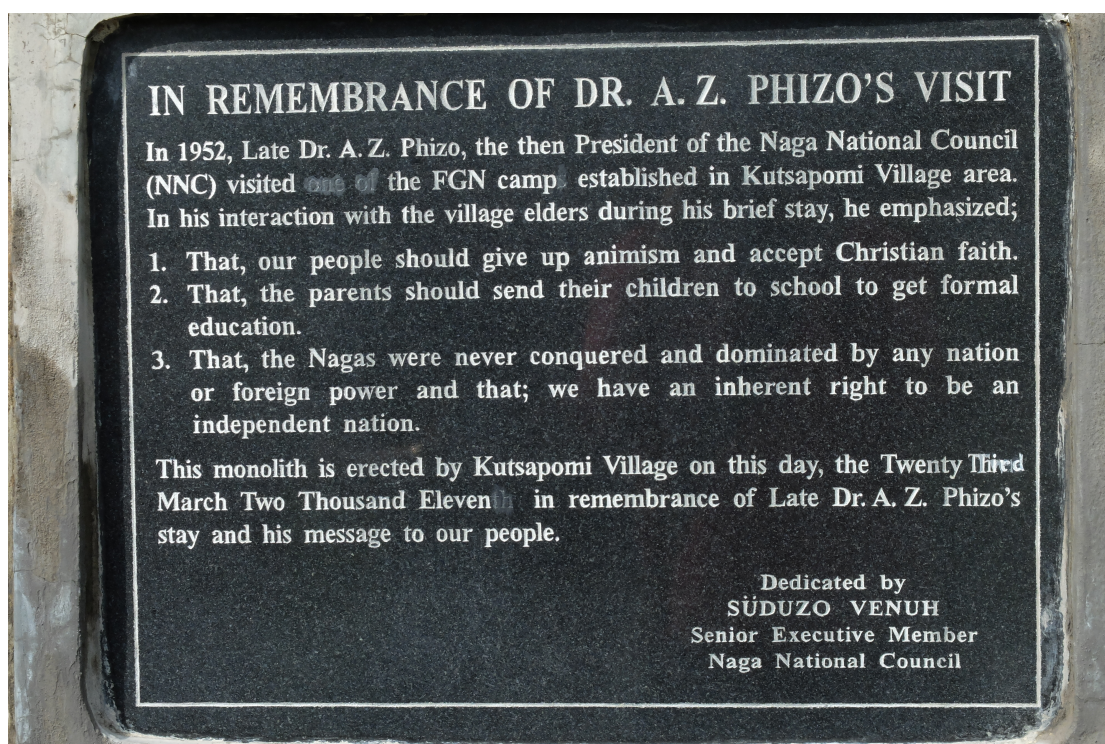 IN REMEMBRANCE OF DR. A. Z. PHIZO'S VISIT
In 1952, Late Dr. A. Z. Phizo, the then President of the Naga National Council
(NNC) visited one of the FGN camps established in Kutsapomi Village area.
In his interaction with the village elders during his brief stay, he emphasized;
1. That, our people should give up animism and accept Christian faith.
2. That, the parents should send their children to school to get formal
education.
3. That, the Nagas were never conquered and dominated by any nation
or foreign power and that; we have an inherent right to be an
independent nation.
This monolith is erected by Kutsapomi Village on this day, the Twenty Third
March Two Thousand Eleventh in remembrance of Late Dr. A. Z. Phizo's
stay and his message to our people.
Dedicated by
SÜDUZO VENUH
Senior Executive Member
Naga National Council